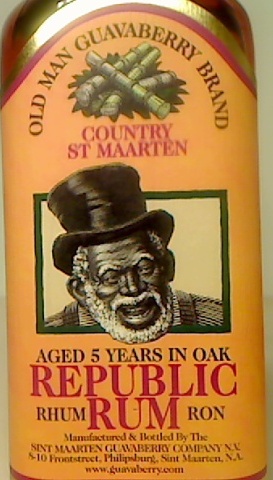 OLD MAN GUAVABERRY BRAND
COUNTRY
ST MAARTEN
AGED 5 YEARS IN OAK
REPUBLIC
RHUM RUM RON
Manufactured & Bottled By The
SINT MAARTEN GUAVABERRY COMPANY N.V.
8-10 Frontstreet, Philipsburg, Sint Maarten, N.A.
www.guavaberry.com